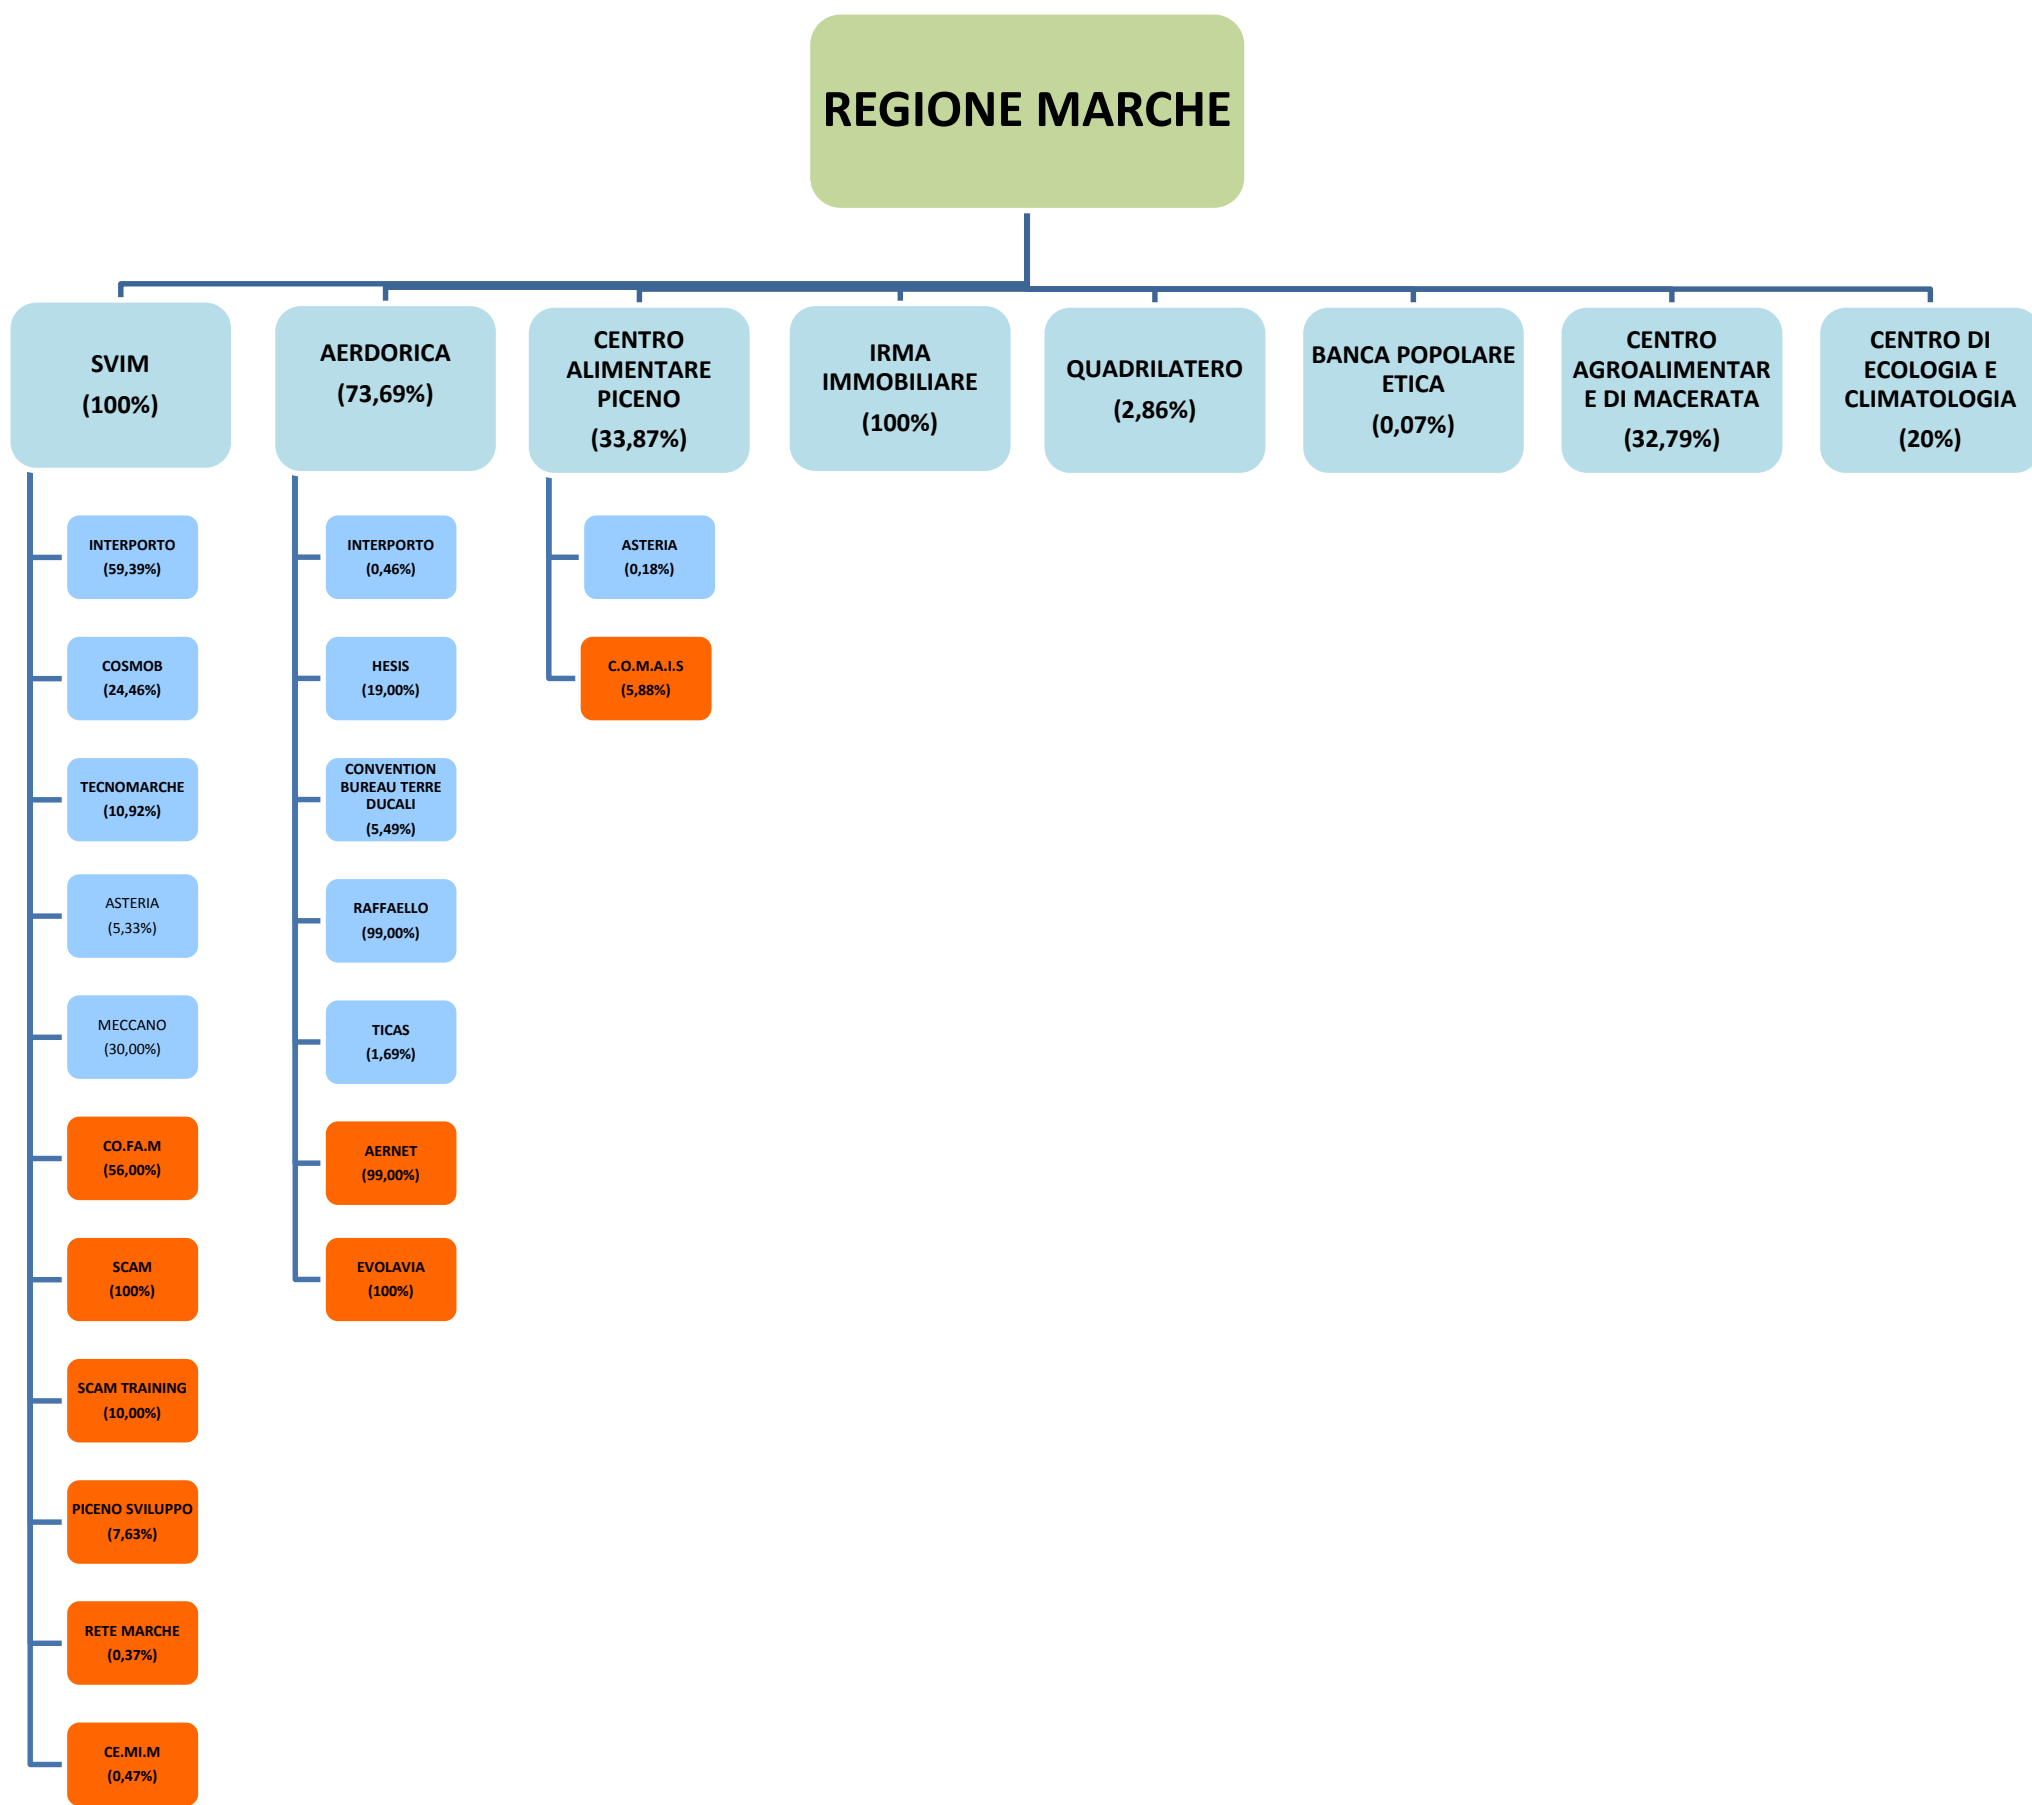 REGIONE MARCHE
SVIM
(100%)
AERDORICA
(73,69%)
CENTRO
ALIMENTARE
PICENO
(33,87%)
IRMA
IMMOBILIARE
(100%)
QUADRILATERO
(2,86%)
BANCA POPOLARE
ETICA
(0,07%)
CENTRO
AGROALIMENTAR
E DI MACERATA
(32,79%)
CENTRO DI
ECOLOGIA E
CLIMATOLOGIA
(20%)
INTERPORTO
(59,39%)
COSMOB
(24,46%)
TECNOMARCHE
(10,92%)
ASTERIA
(5,33%)
MECCANO
(30,00%)
CO.FA.M
(56,00%)
SCAM
(100%)
SCAM TRAINING
(10,00%)
PICENO SVILUPPO
(7,63%)
RETE MARCHE
(0,37%)
CE.MI.M
(0,47%)
INTERPORTO
(0,46%)
HESIS
(19,00%)
CONVENTION
BUREAU TERRE
DUCALI
(5,49%)
RAFFAELLO
(99,00%)
TICAS
(1,69%)
AERNET
(99,00%)
EVOLAVIA
(100%)
ASTERIA
(0,18%)
C.O.M.A.I.S
(5,88%)